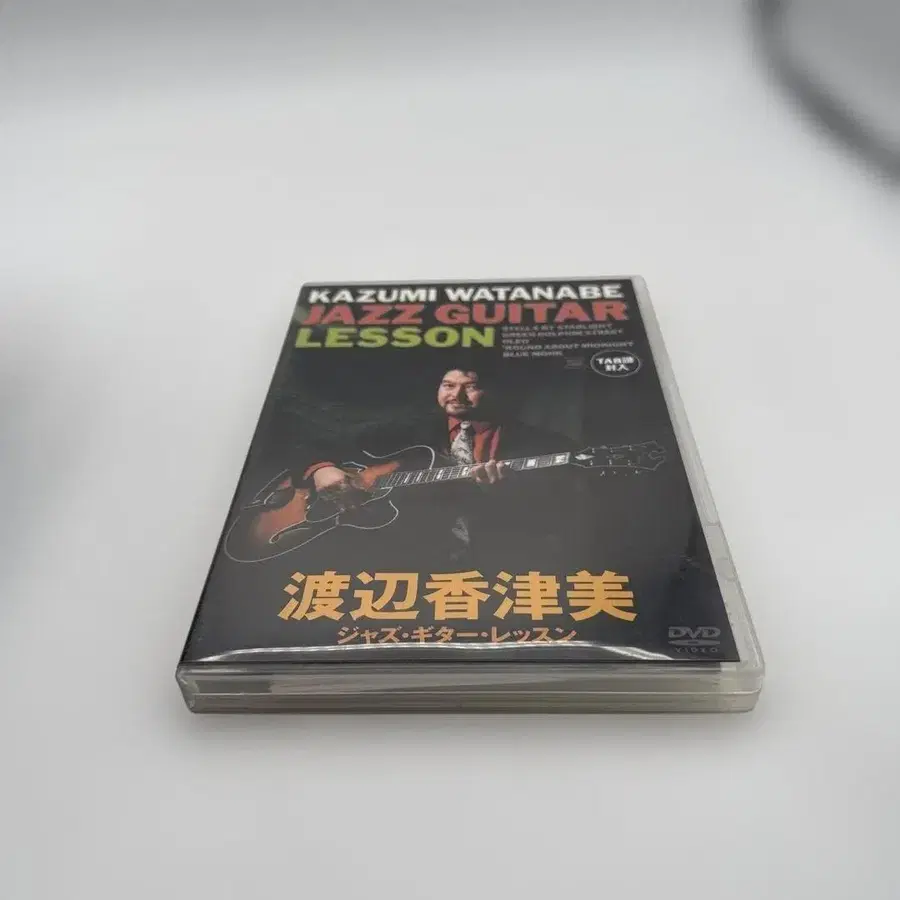 KAZUMI WATANABE
JAZZ GUITAR
LESSON
STELLA BY STARLIGHT
GREEN DOLPHIN STREET
OLEO
'ROUND ABOUT MIDNIGHT
BLUE MONK
TAB譜
封入
渡辺香津美
ジャズ・ギター・レッスン
DVD
VIDEO